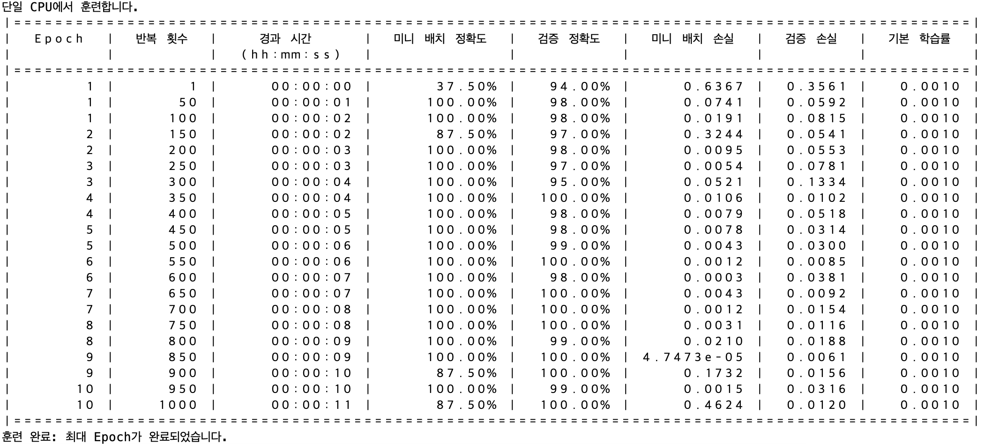 단일 CPU에서 훈련합니다.
|==============================================================================================|
| Epoch | 반복 횟수 | 경과 시간 | 미니 배치 정확도 | 검증 정확도 | 미니 배치 손실 | 검증 손실 | 기본 학습률 |
| | | (hh:mm:ss) | | | | | |
|==============================================================================================|
| 1 | 1 | 00:00:00 | 37.50% | 94.00% | 0.6367 | 0.3561 | 0.0010 |
| 1 | 50 | 00:00:01 | 100.00% | 98.00% | 0.0741 | 0.0592 | 0.0010 |
| 1 | 100 | 00:00:02 | 100.00% | 98.00% | 0.0191 | 0.0815 | 0.0010 |
| 2 | 150 | 00:00:02 | 87.50% | 97.00% | 0.3244 | 0.0541 | 0.0010 |
| 2 | 200 | 00:00:03 | 100.00% | 98.00% | 0.0095 | 0.0553 | 0.0010 |
| 3 | 250 | 00:00:03 | 100.00% | 97.00% | 0.0054 | 0.0781 | 0.0010 |
| 3 | 300 | 00:00:04 | 100.00% | 95.00% | 0.0521 | 0.1334 | 0.0010 |
| 4 | 350 | 00:00:04 | 100.00% | 100.00% | 0.0106 | 0.0102 | 0.0010 |
| 4 | 400 | 00:00:05 | 100.00% | 98.00% | 0.0079 | 0.0518 | 0.0010 |
| 5 | 450 | 00:00:05 | 100.00% | 98.00% | 0.0078 | 0.0314 | 0.0010 |
| 5 | 500 | 00:00:06 | 100.00% | 99.00% | 0.0043 | 0.0300 | 0.0010 |
| 6 | 550 | 00:00:06 | 100.00% | 100.00% | 0.0012 | 0.0085 | 0.0010 |
| 6 | 600 | 00:00:07 | 100.00% | 98.00% | 0.0003 | 0.0381 | 0.0010 |
| 7 | 650 | 00:00:07 | 100.00% | 100.00% | 0.0043 | 0.0092 | 0.0010 |
| 7 | 700 | 00:00:08 | 100.00% | 100.00% | 0.0012 | 0.0154 | 0.0010 |
| 8 | 750 | 00:00:08 | 100.00% | 100.00% | 0.0031 | 0.0116 | 0.0010 |
| 8 | 800 | 00:00:09 | 100.00% | 99.00% | 0.0210 | 0.0188 | 0.0010 |
| 9 | 850 | 00:00:09 | 100.00% | 100.00% | 4.7473e-05 | 0.0061 | 0.0010 |
| 9 | 900 | 00:00:10 | 87.50% | 100.00% | 0.1732 | 0.0156 | 0.0010 |
| 10 | 950 | 00:00:10 | 100.00% | 99.00% | 0.0015 | 0.0316 | 0.0010 |
| 10 | 1000 | 00:00:11 | 87.50% | 100.00% | 0.4624 | 0.0120 | 0.0010 |
|==============================================================================================|
훈련 완료: 최대 Epoch가 완료되었습니다.